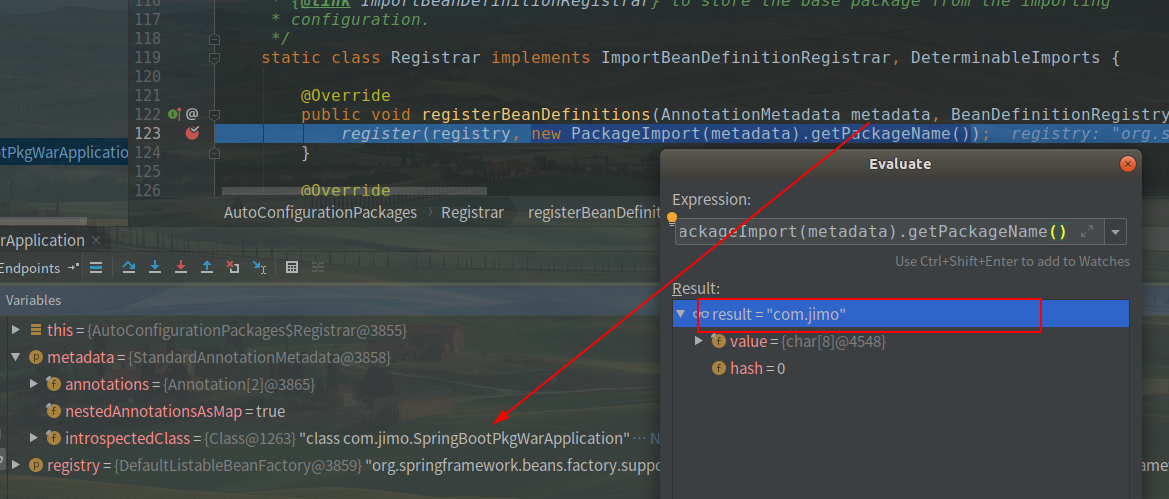 116 * {@link ImportBeanDefinitionRegistrar} to store the base package from the importing
117 * configuration.
118 */
119 static class Registrar implements ImportBeanDefinitionRegistrar, DeterminableImports {
120
121 @Override
122 @ public void registerBeanDefinitions(AnnotationMetadata metadata, BeanDefinitionRegistry
123 register(registry, new PackageImport(metadata).getPackageName()); registry: "org.s
124 }
125
126 @Override
otPkgWarApplication
AutoConfigurationPackages › Registrar › registerBeanDefinit
rApplication ×
Endpoints
Variables
this = {AutoConfigurationPackages$Registrar@3855}
metadata = {StandardAnnotationMetadata@3858}
annotations = {Annotation[2]@3865}
nestedAnnotationsAsMap = true
introspectedClass = {Class@1263} "class com.jimo.SpringBootPkgWarApplication" ... N
registry = {DefaultListableBeanFactory@3859} "org.springframework.beans.factory.suppo
Evaluate
Expression:
ackageImport(metadata).getPackageName()
Use Ctrl+Shift+Enter to add to Watches
Result:
result = "com.jimo"
value = {char[8]@4548}
hash = 0